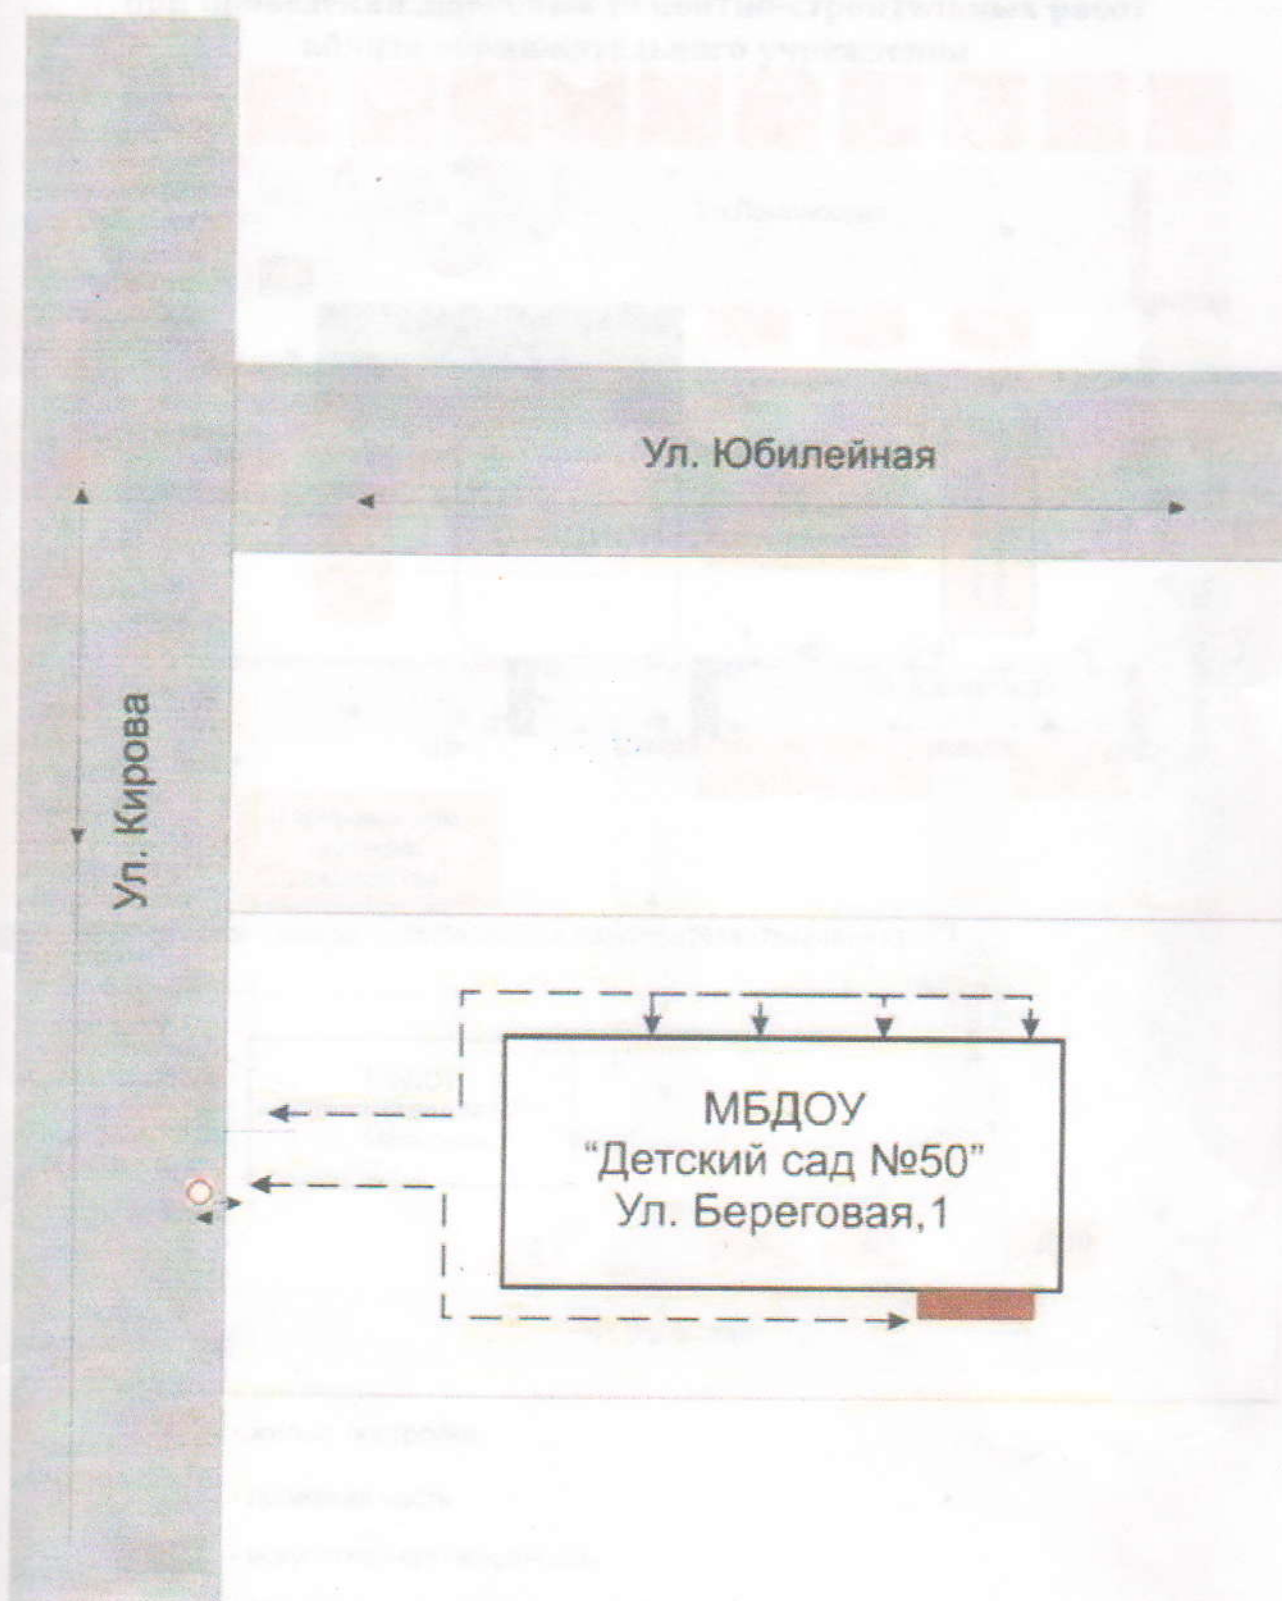 Ул. Юбилейная
Ул. Кирова
МБДОУ
“Детский сад №50”
Ул. Береговая,1